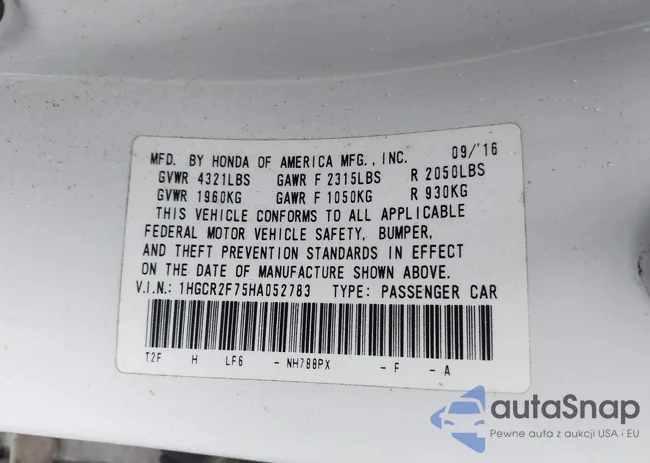 MFD. BY HONDA OF AMERICA MFG., INC. 09/'16
GVWR 4321LBS GAWR F 2315LBS R 2050LBS
GVWR 1960KG GAWR F 1050KG R 930KG
THIS VEHICLE CONFORMS TO ALL APPLICABLE
FEDERAL MOTOR VEHICLE SAFETY, BUMPER,
AND THEFT PREVENTION STANDARDS IN EFFECT
ON THE DATE OF MANUFACTURE SHOWN ABOVE.
V.I.N.: 1HGCR2F75HA052783 TYPE: PASSENGER CAR
T2F H LF6 - NH788PX - F - A
autaSnap
Pewne auta z aukcji USA i EU